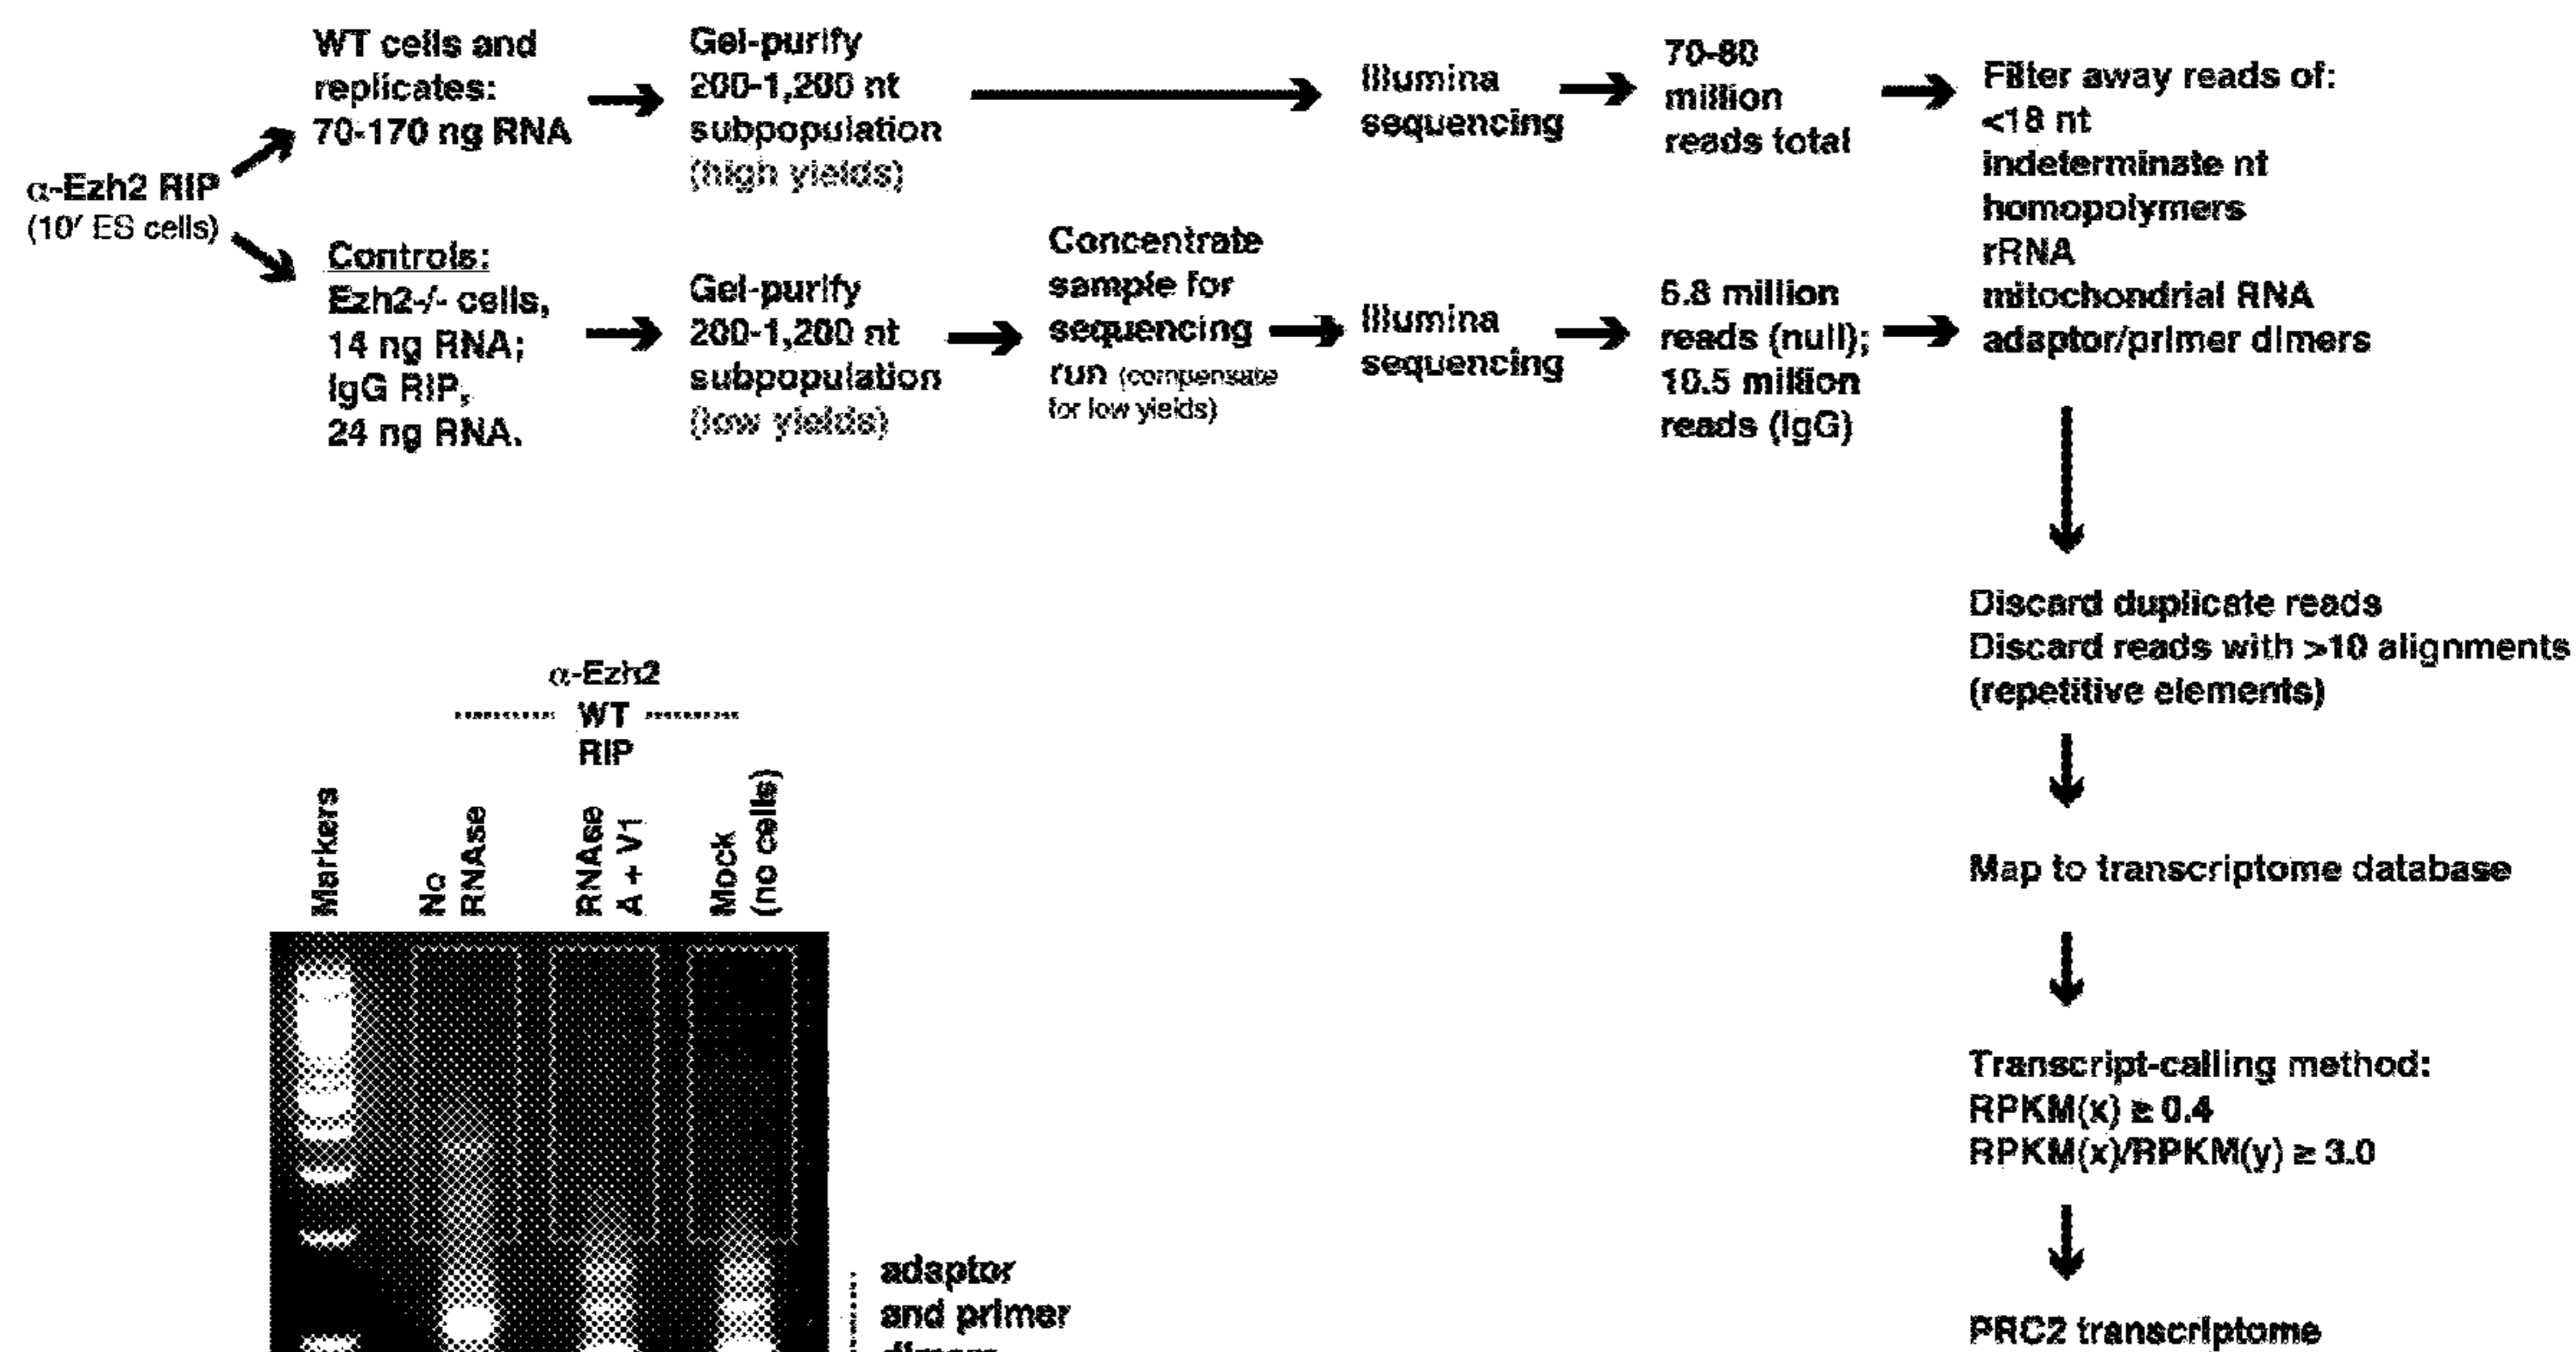 α-Ezh2 RIP
(10⁷ ES cells)
WT cells and
replicates:
70-170 ng RNA
Gel-purify
200-1,200 nt
subpopulation
(high yields)
Illumina
sequencing
70-80
million
reads total
Filter away reads of:
<18 nt
indeterminate nt
homopolymers
rRNA
mitochondrial RNA
adaptor/primer dimers
Controls:
Ezh2-/- cells,
14 ng RNA;
IgG RIP,
24 ng RNA.
Gel-purify
200-1,200 nt
subpopulation
(low yields)
Concentrate
sample for
sequencing
run (compensate
for low yields)
Illumina
sequencing
6.8 million
reads (null);
10.5 million
reads (IgG)
Discard duplicate reads
Discard reads with >10 alignments
(repetitive elements)
Map to transcriptome database
Transcript-calling method:
RPKM(x) ≥ 0.4
RPKM(x)/RPKM(y) ≥ 3.0
PRC2 transcriptome
α-Ezh2
WT
RIP
Markers
No
RNAse
RNAse
A + V1
Mock
(no cells)
adaptor
and primer
dimers